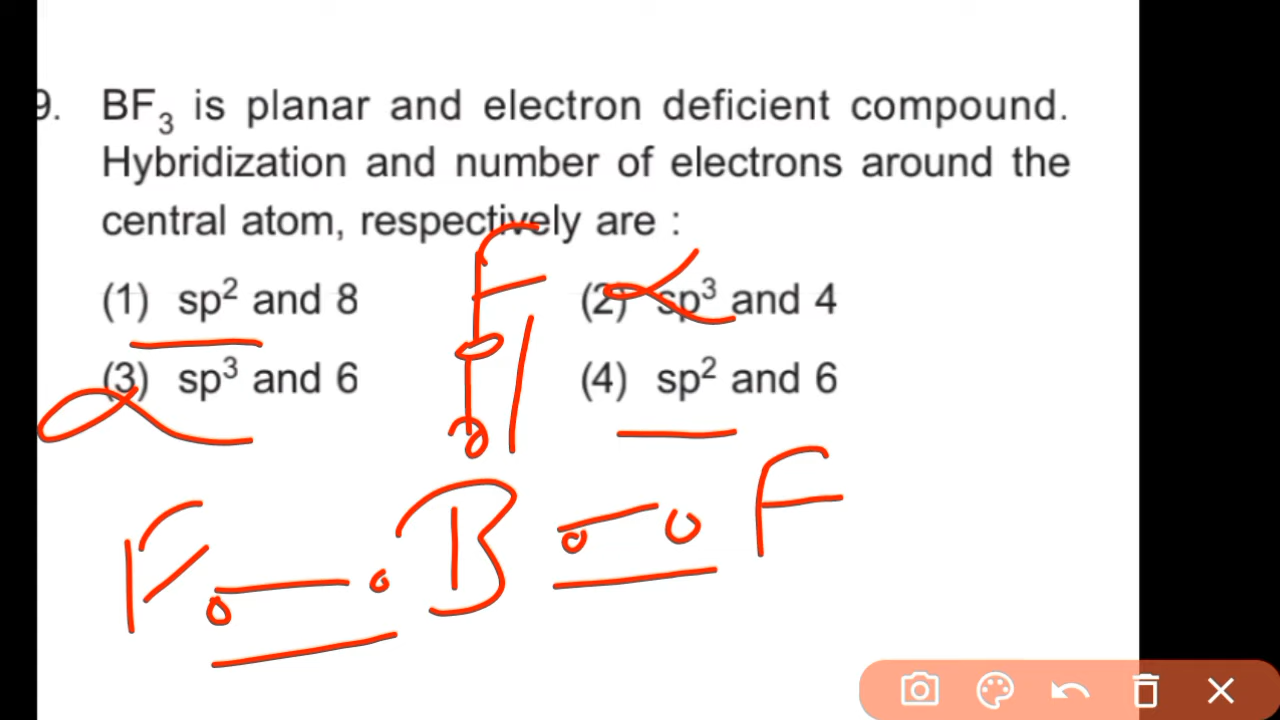 9. BF₃ is planar and electron deficient compound.
Hybridization and number of electrons around the
central atom, respectively are :
(1) sp² and 8 (2) sp³ and 4
(3) sp³ and 6 (4) sp² and 6
F
F B F